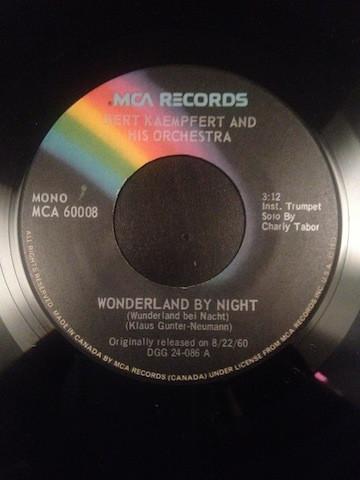 MCA RECORDS
BERT KAEMPFERT AND
HIS ORCHESTRA
MONO
MCA 60008
3:12
Inst. Trumpet
Solo By
Charly Tabor
WONDERLAND BY NIGHT
(Wunderland bei Nacht)
(Klaus Gunter-Neumann)
Originally released on 8/22/60
DGG 24-086 A
ALL RIGHTS RESERVED. MADE IN CANADA BY MCA RECORDS (CANADA) UNDER LICENSE FROM MCA RECORDS INC.